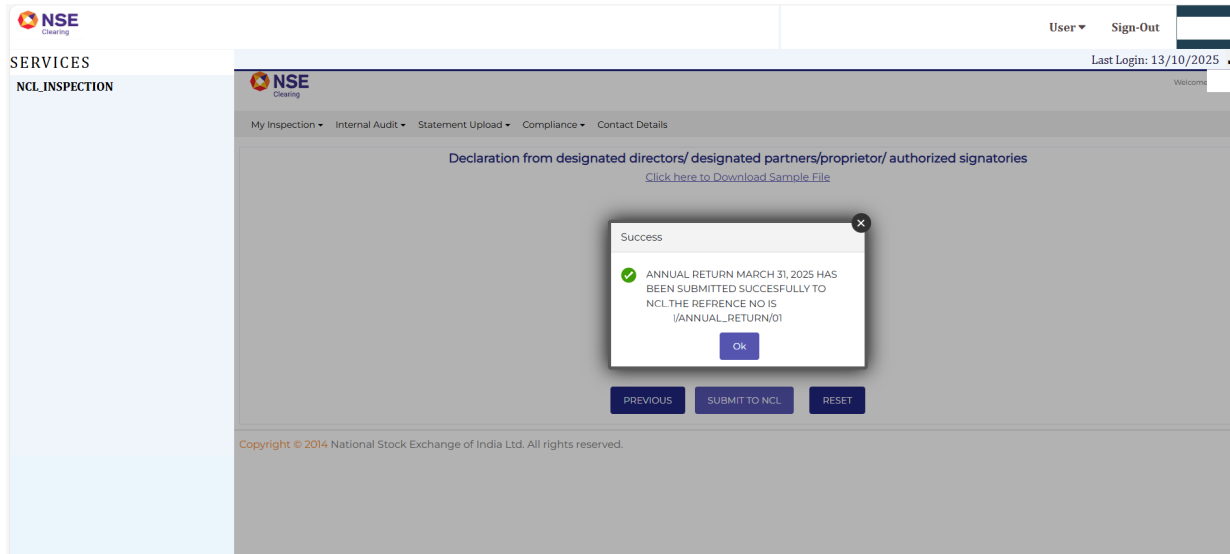 NSE
Clearing
User Sign-Out
SERVICES
Last Login: 13/10/2025
NCL_INSPECTION
NSE
Clearing
Welcome
My Inspection Internal Audit Statement Upload Compliance Contact Details
Declaration from designated directors/ designated partners/proprietor/ authorized signatories
Click here to Download Sample File
Success
ANNUAL RETURN MARCH 31, 2025 HAS
BEEN SUBMITTED SUCCESFULLY TO
NCL.THE REFRENCE NO IS
/ANNUAL_RETURN/01
Ok
PREVIOUS SUBMIT TO NCL RESET
Copyright © 2014 National Stock Exchange of India Ltd. All rights reserved.